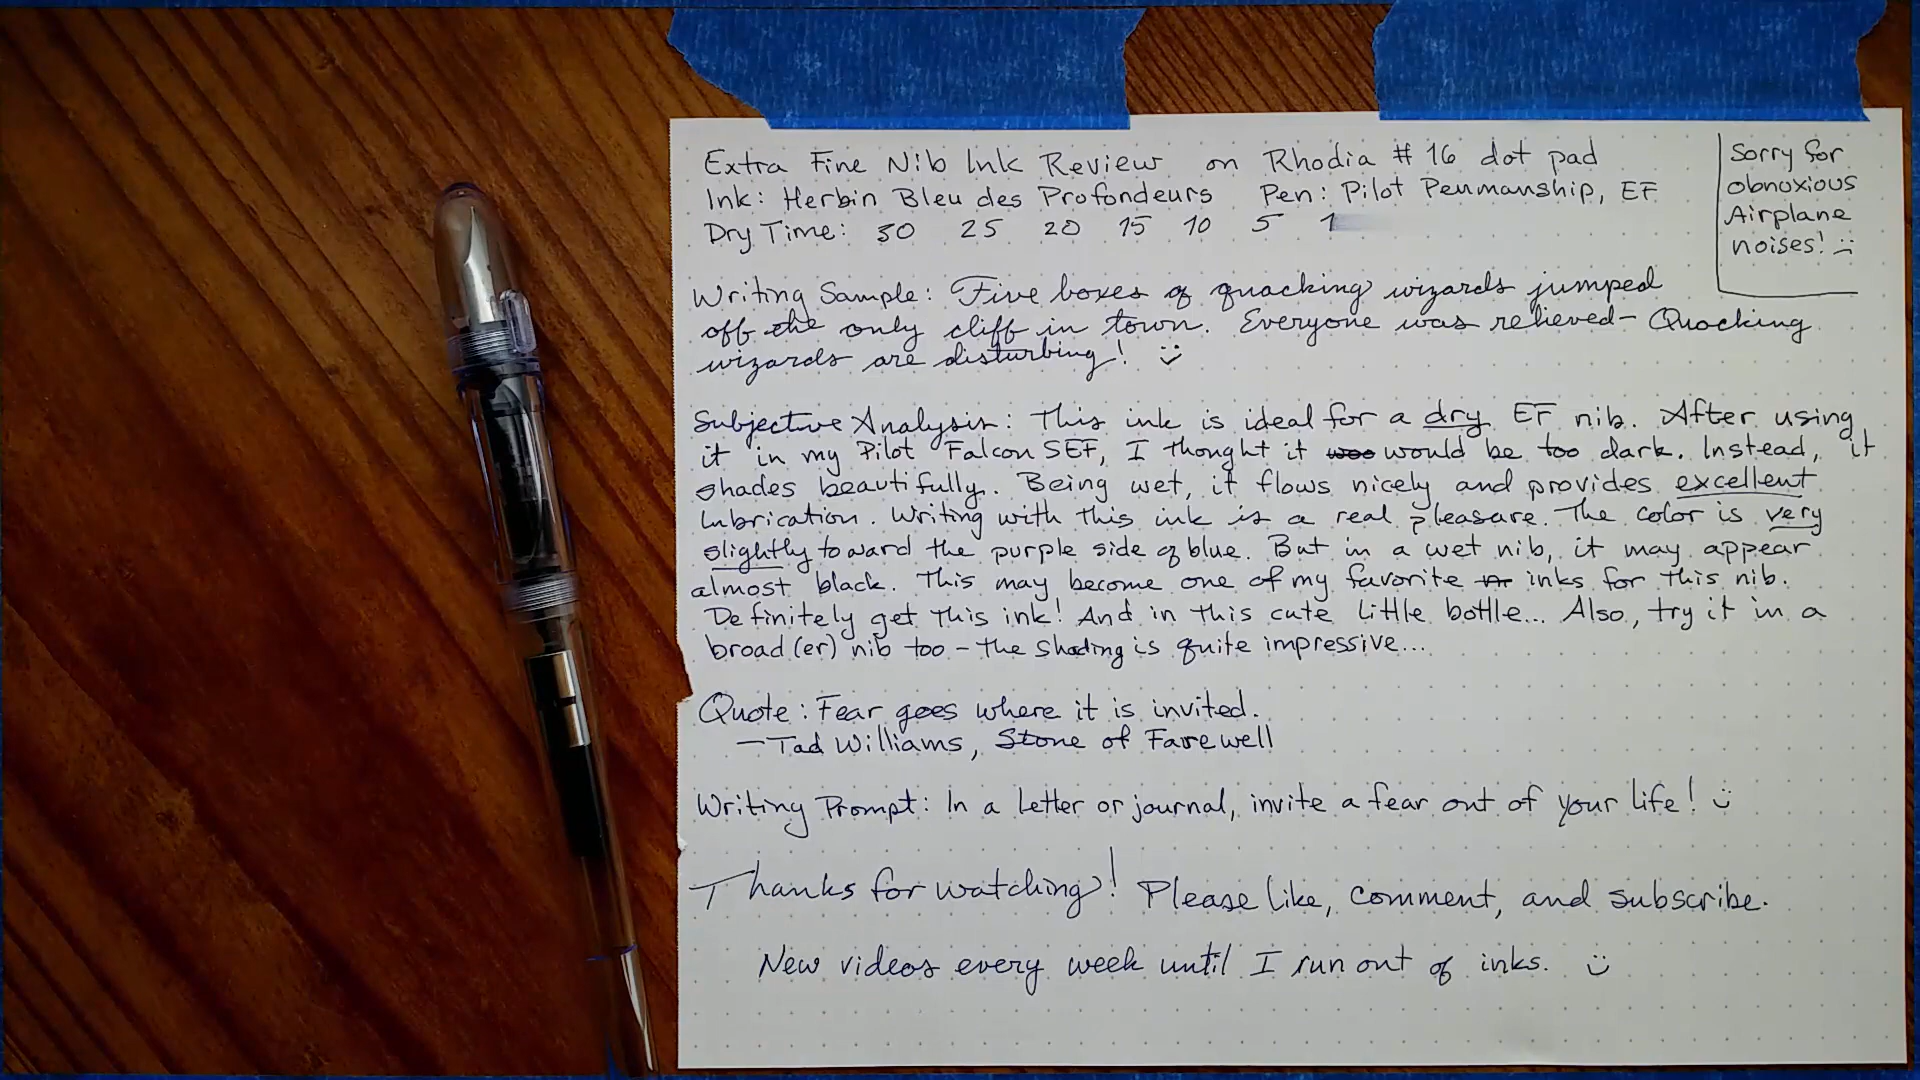 Extra Fine Nib Ink Review on Rhodia # 16 dot pad
Ink: Herbin Bleu des Profondeurs Pen: Pilot Penmanship, EF
Dry Time: 30 25 20 15 10 5 1
Sorry for
obnoxious
Airplane
noises! :(
Writing Sample: Five boxes of quacking wizards jumped
off the only cliff in town. Everyone was relieved – Quacking
wizards are disturbing! :)
Subjective Analysis: This ink is ideal for a dry EF nib. After using
it in my Pilot Falcon SEF, I thought it would be too dark. Instead, it
shades beautifully. Being wet, it flows nicely and provides excellent
lubrication. Writing with this ink is a real pleasure. The color is very
slightly toward the purple side of blue. But in a wet nib, it may appear
almost black. This may become one of my favorite inks for this nib.
Definitely get this ink! And in this cute little bottle... Also, try it in a
broad(er) nib too – the shading is quite impressive...
Quote: Fear goes where it is invited.
– Tad Williams, Stone of Farewell
Writing Prompt: In a letter or journal, invite a fear out of your life! :)
Thanks for watching! Please like, comment, and subscribe.
New videos every week until I run out of inks. :)